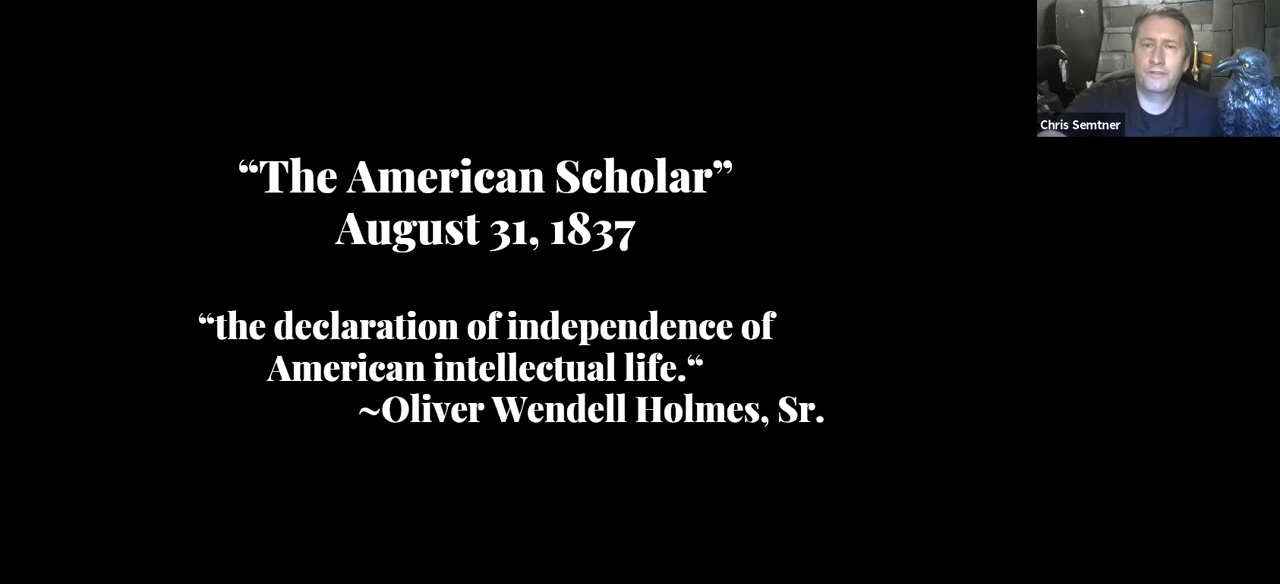 “The American Scholar”
August 31, 1837
“the declaration of independence of
American intellectual life.“
~Oliver Wendell Holmes, Sr.
Chris Semtner